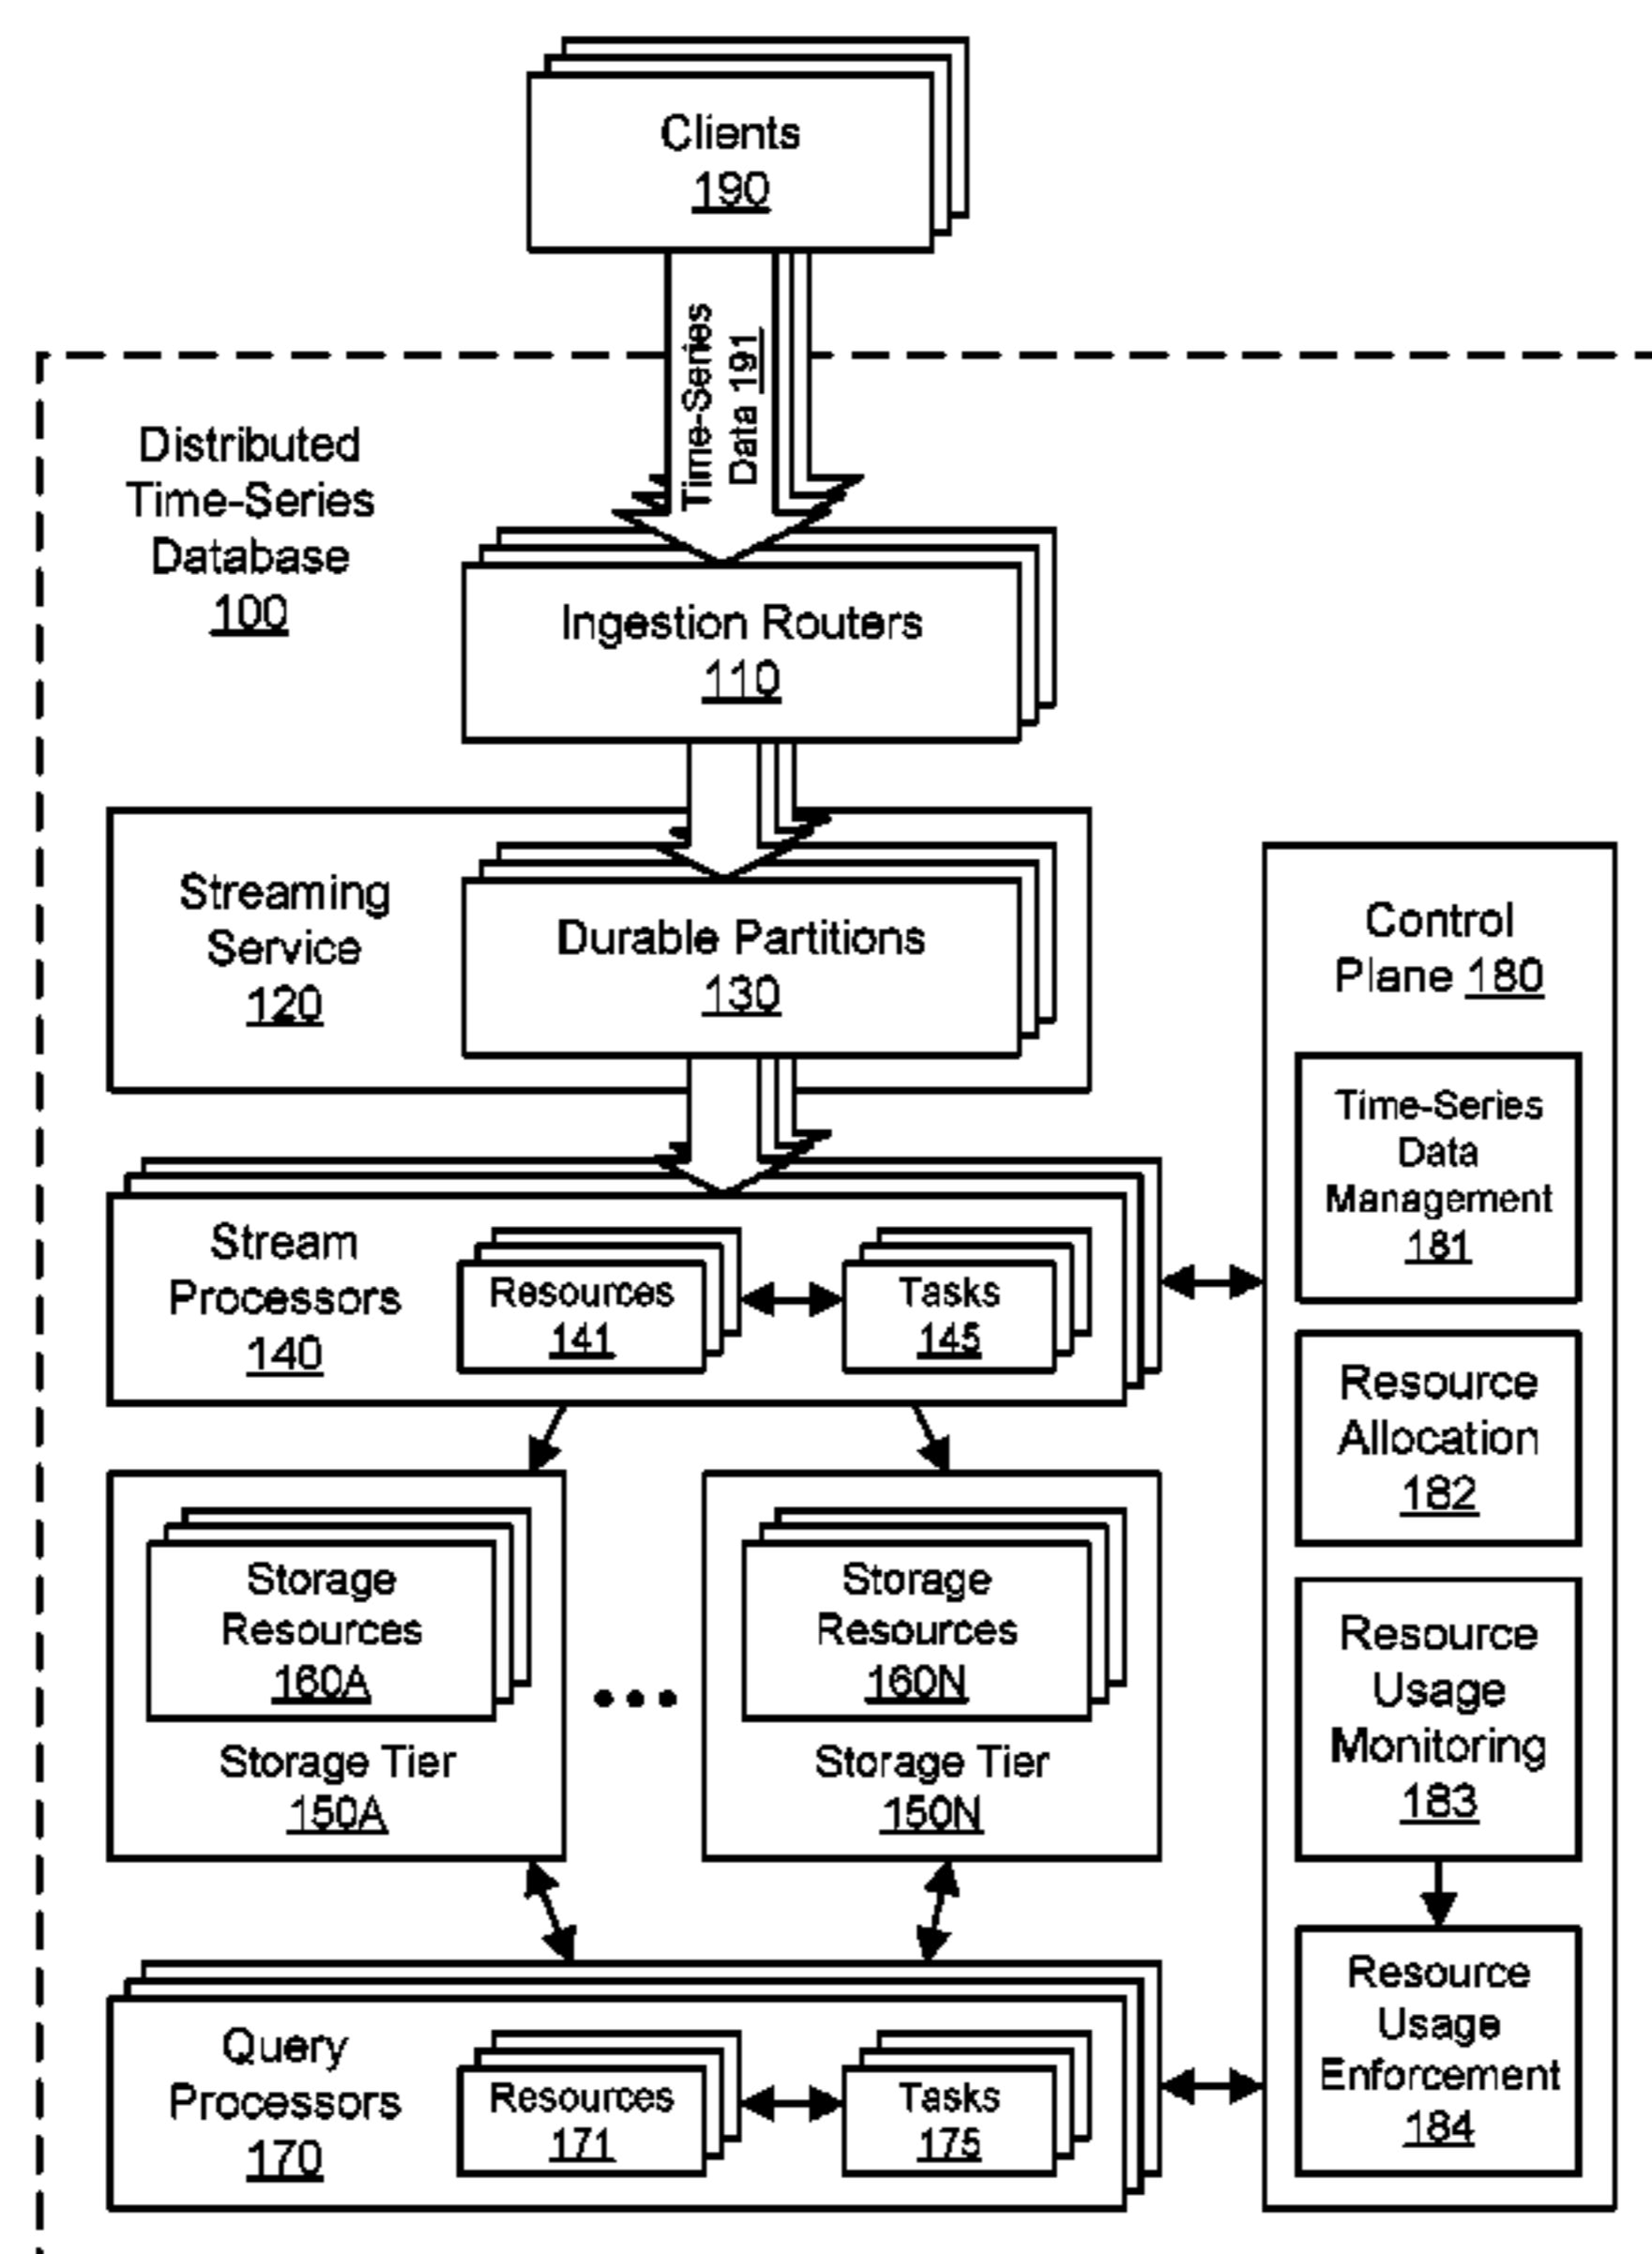 Clients
190
Time-Series
Data 191
Distributed
Time-Series
Database
100
Ingestion Routers
110
Streaming
Service
120
Durable Partitions
130
Control
Plane 180
Time-Series
Data
Management
181
Stream
Processors
140
Resources
141
Tasks
145
Resource
Allocation
182
Storage
Resources
160A
Storage Tier
150A
Storage
Resources
160N
Storage Tier
150N
Resource
Usage
Monitoring
183
Resource
Usage
Enforcement
184
Query
Processors
170
Resources
171
Tasks
175